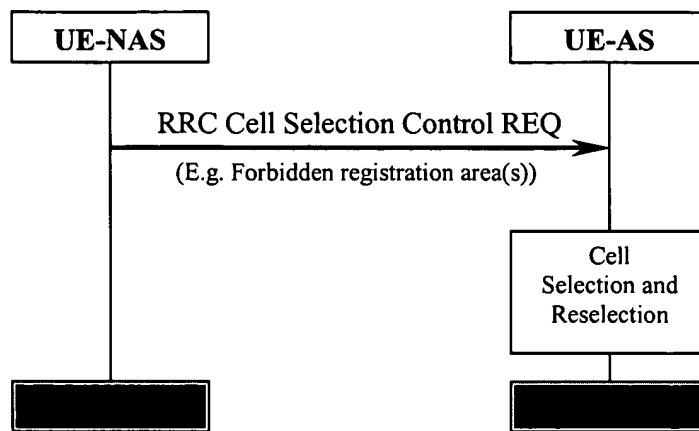 UE-NAS
UE-AS
RRC Cell Selection Control REQ
(E.g. Forbidden registration area(s))
Cell
Selection and
Reselection